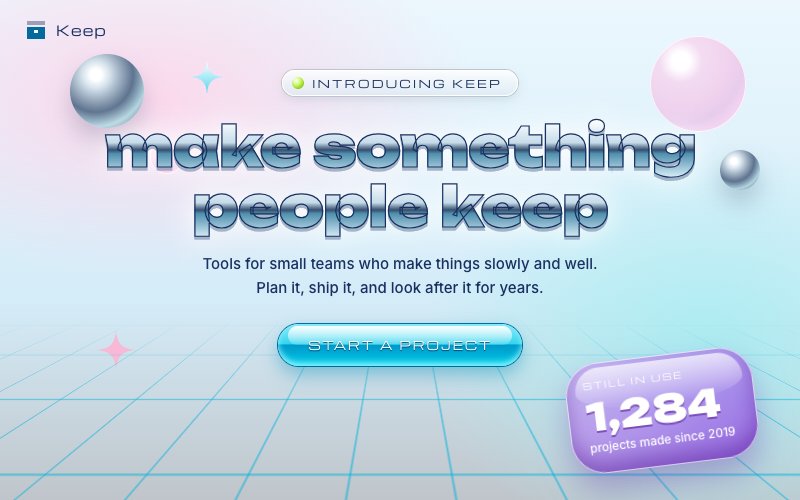 Keep
INTRODUCING KEEP
make something
people keep
Tools for small teams who make things slowly and well.
Plan it, ship it, and look after it for years.
START A PROJECT
STILL IN USE
1,284
projects made since 2019